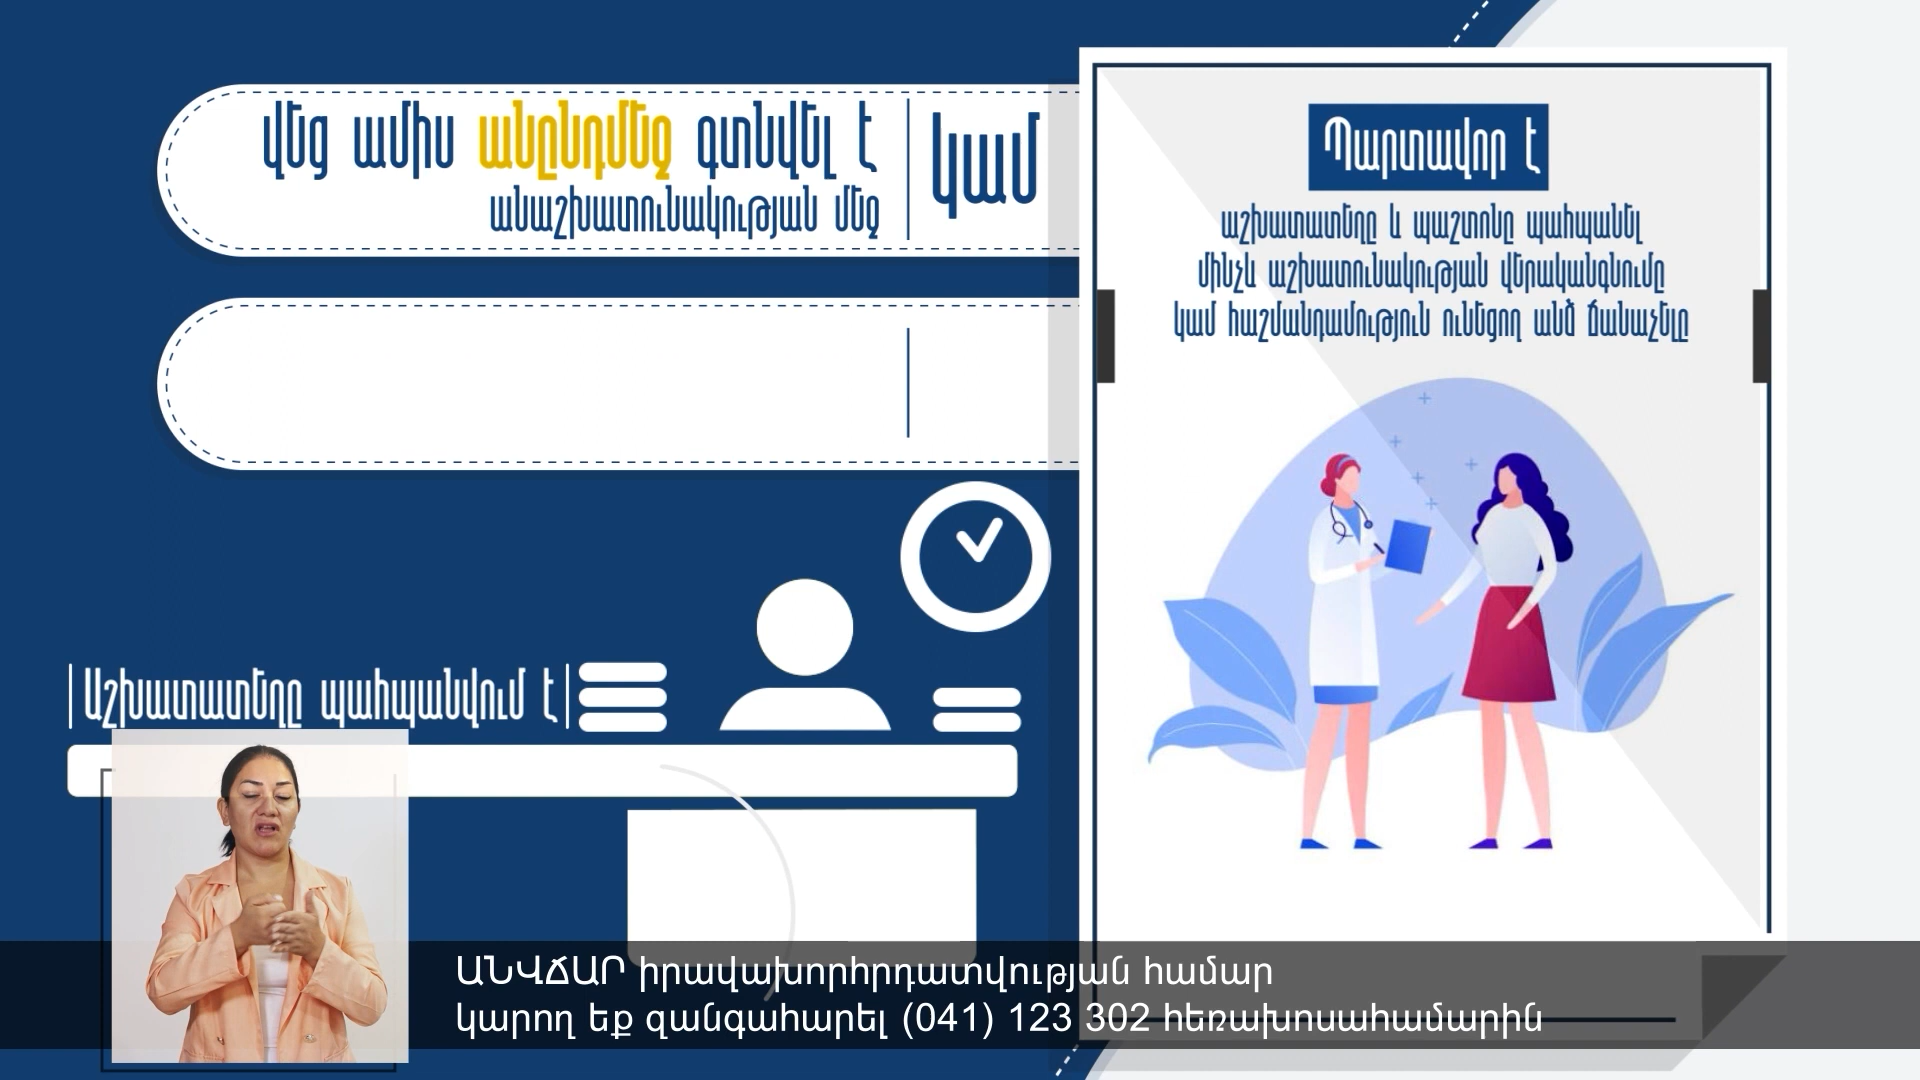 վեց ամիս անընդմեջ գտնվել է
անաշխատունակության մեջ
կամ
Պարտավոր է
աշխատատեղը և պաշտոնը պահպանել
մինչև աշխատունակության վերականգնումը
կամ հաշմանդամություն ունեցող անձ ճանաչելը
Աշխատատեղը պահպանվում է
ԱՆՎՃԱՐ իրավախորհրդատվության համար
կարող եք զանգահարել (041) 123 302 հեռախոսահամարին